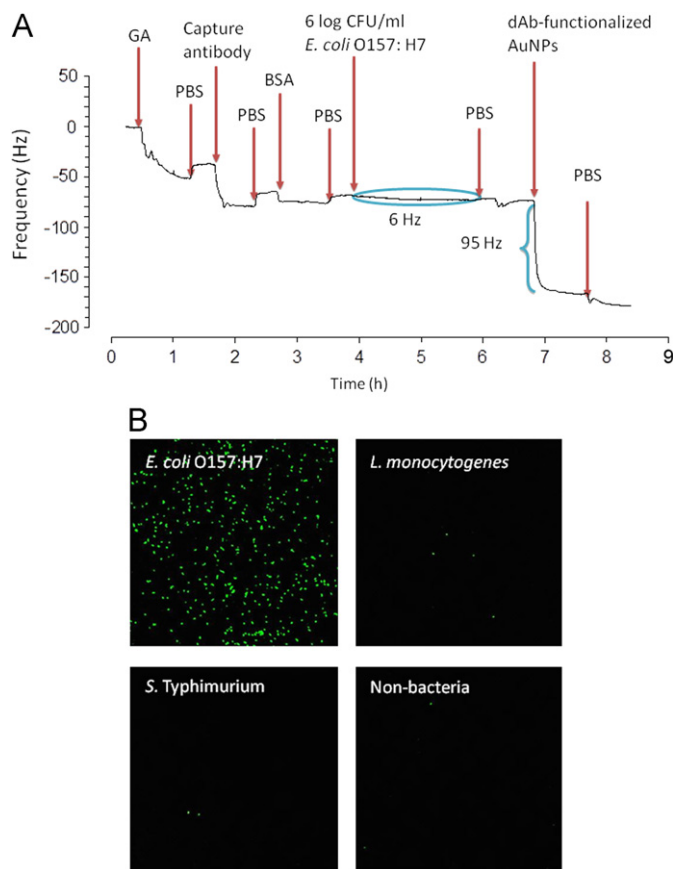 A
GA
PBS
Capture
antibody
PBS
BSA
PBS
6 log CFU/ml
E. coli O157: H7
PBS
dAb-functionalized
AuNPs
PBS
6 Hz
95 Hz
Frequency (Hz)
50
0
-50
-100
-150
-200
0 1 2 3 4 5 6 7 8 9
Time (h)
B
E. coli O157:H7
L. monocytogenes
S. Typhimurium
Non-bacteria